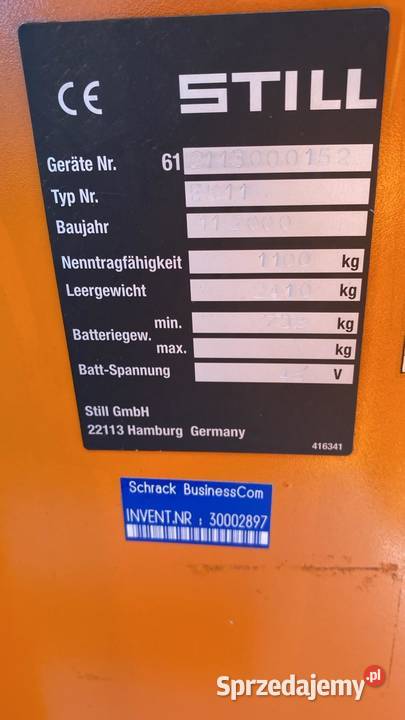 CE STILL
Geräte Nr. 61 2113000152
Typ Nr.
Baujahr
Nenntragfähigkeit 1100 kg
Leergewicht kg
Batteriegew. min. kg
max. kg
Batt-Spannung V
Still GmbH
22113 Hamburg Germany
416341
Schrack BusinessCom
INVENT.NR : 30002897
Sprzedajemy.pl